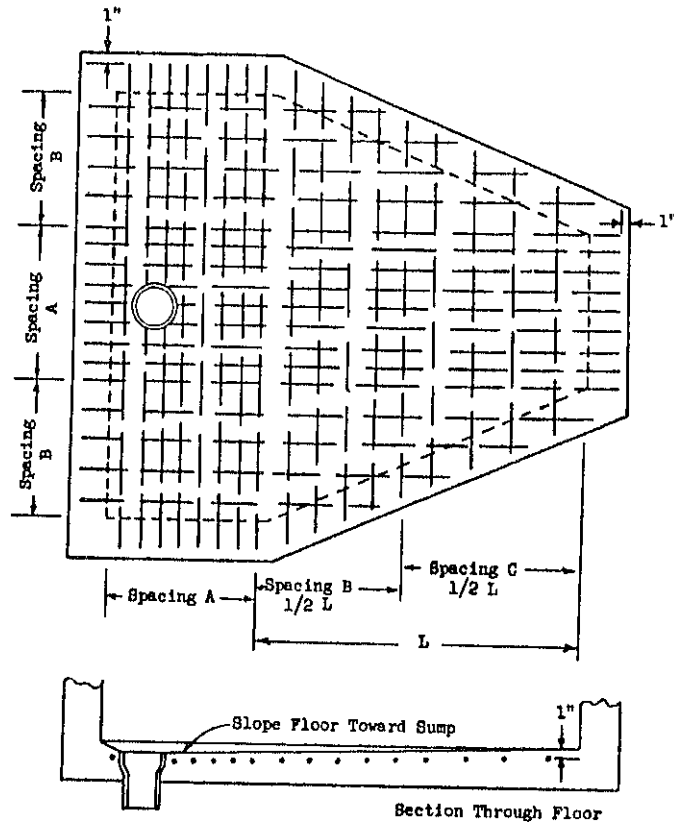 1"
Spacing
B
Spacing
A
Spacing
B
1"
Spacing A
Spacing B
1/2 L
Spacing C
1/2 L
L
Slope Floor Toward Sump
1"
Section Through Floor